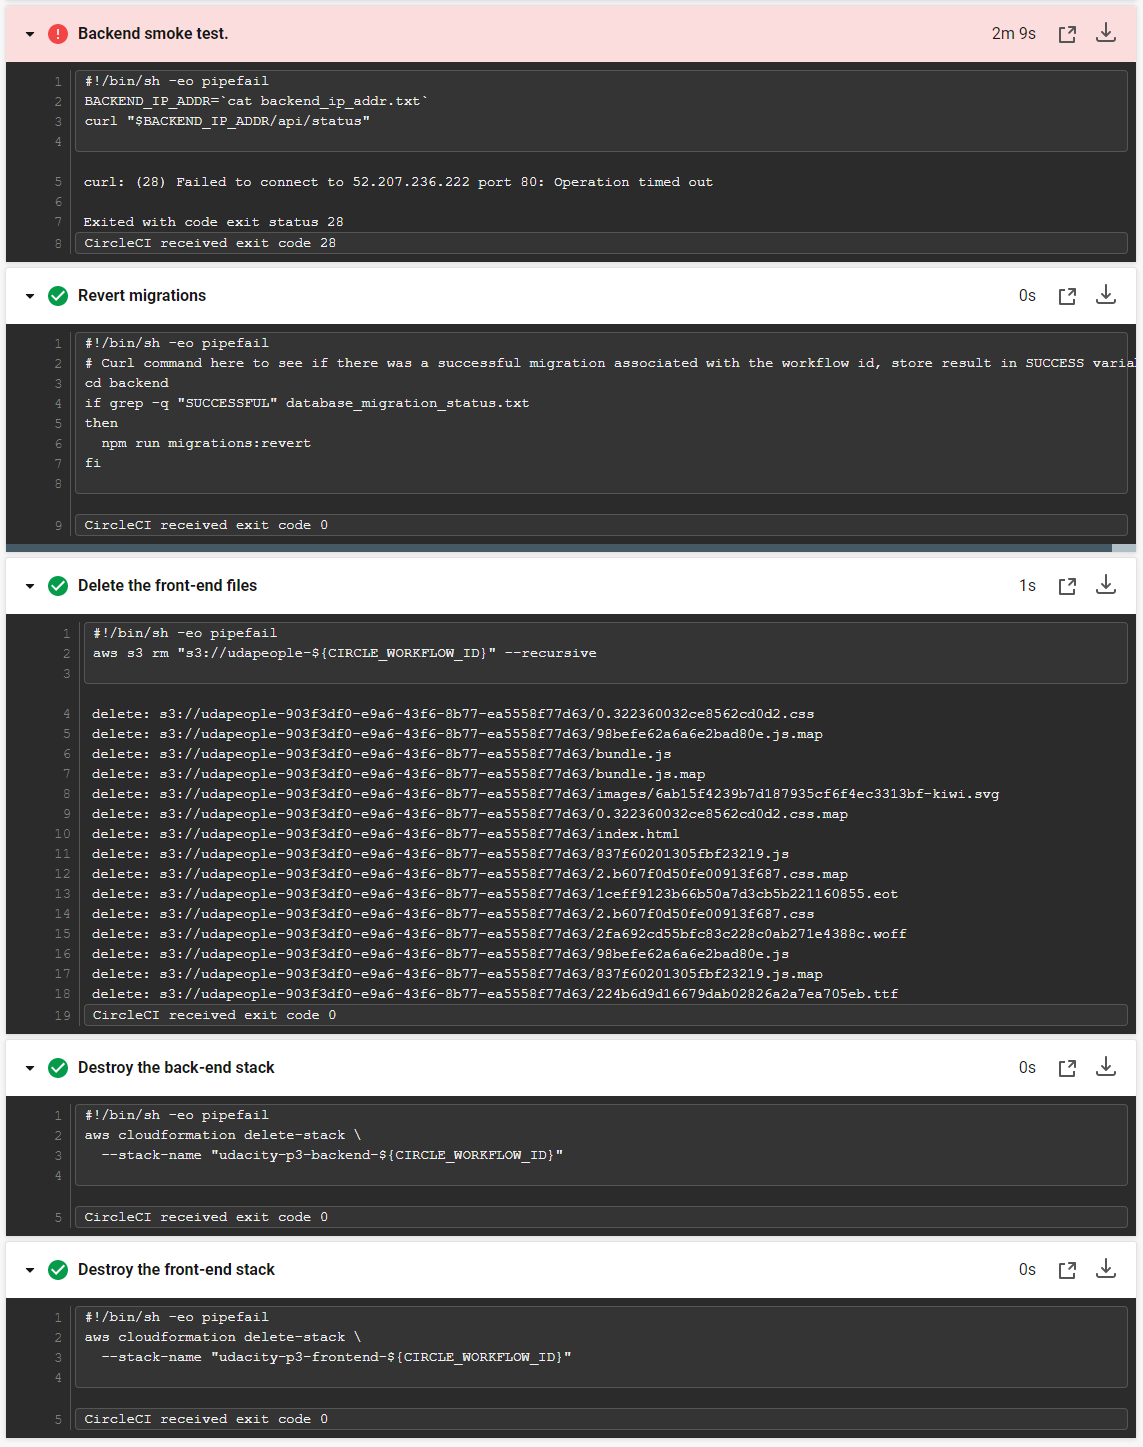 Backend smoke test.
2m 9s
1 #!/bin/sh -eo pipefail
2 BACKEND_IP_ADDR=`cat backend_ip_addr.txt`
3 curl "$BACKEND_IP_ADDR/api/status"
4
5 curl: (28) Failed to connect to 52.207.236.222 port 80: Operation timed out
6
7 Exited with code exit status 28
8 CircleCI received exit code 28
Revert migrations
0s
1 #!/bin/sh -eo pipefail
2 # Curl command here to see if there was a successful migration associated with the workflow id, store result in SUCCESS varia
3 cd backend
4 if grep -q "SUCCESSFUL" database_migration_status.txt
5 then
6   npm run migrations:revert
7 fi
8
9 CircleCI received exit code 0
Delete the front-end files
1s
1 #!/bin/sh -eo pipefail
2 aws s3 rm "s3://udapeople-${CIRCLE_WORKFLOW_ID}" --recursive
3
4 delete: s3://udapeople-903f3df0-e9a6-43f6-8b77-ea5558f77d63/0.322360032ce8562cd0d2.css
5 delete: s3://udapeople-903f3df0-e9a6-43f6-8b77-ea5558f77d63/98befe62a6a6e2bad80e.js.map
6 delete: s3://udapeople-903f3df0-e9a6-43f6-8b77-ea5558f77d63/bundle.js
7 delete: s3://udapeople-903f3df0-e9a6-43f6-8b77-ea5558f77d63/bundle.js.map
8 delete: s3://udapeople-903f3df0-e9a6-43f6-8b77-ea5558f77d63/images/6ab15f4239b7d187935cf6f4ec3313bf-kiwi.svg
9 delete: s3://udapeople-903f3df0-e9a6-43f6-8b77-ea5558f77d63/0.322360032ce8562cd0d2.css.map
10 delete: s3://udapeople-903f3df0-e9a6-43f6-8b77-ea5558f77d63/index.html
11 delete: s3://udapeople-903f3df0-e9a6-43f6-8b77-ea5558f77d63/837f60201305fbf23219.js
12 delete: s3://udapeople-903f3df0-e9a6-43f6-8b77-ea5558f77d63/2.b607f0d50fe00913f687.css.map
13 delete: s3://udapeople-903f3df0-e9a6-43f6-8b77-ea5558f77d63/1ceff9123b66b50a7d3cb5b221160855.eot
14 delete: s3://udapeople-903f3df0-e9a6-43f6-8b77-ea5558f77d63/2.b607f0d50fe00913f687.css
15 delete: s3://udapeople-903f3df0-e9a6-43f6-8b77-ea5558f77d63/2fa692cd55bfc83c228c0ab271e4388c.woff
16 delete: s3://udapeople-903f3df0-e9a6-43f6-8b77-ea5558f77d63/98befe62a6a6e2bad80e.js
17 delete: s3://udapeople-903f3df0-e9a6-43f6-8b77-ea5558f77d63/837f60201305fbf23219.js.map
18 delete: s3://udapeople-903f3df0-e9a6-43f6-8b77-ea5558f77d63/224b6d9d16679dab02826a2a7ea705eb.ttf
19 CircleCI received exit code 0
Destroy the back-end stack
0s
1 #!/bin/sh -eo pipefail
2 aws cloudformation delete-stack \
3   --stack-name "udacity-p3-backend-${CIRCLE_WORKFLOW_ID}"
4
5 CircleCI received exit code 0
Destroy the front-end stack
0s
1 #!/bin/sh -eo pipefail
2 aws cloudformation delete-stack \
3   --stack-name "udacity-p3-frontend-${CIRCLE_WORKFLOW_ID}"
4
5 CircleCI received exit code 0